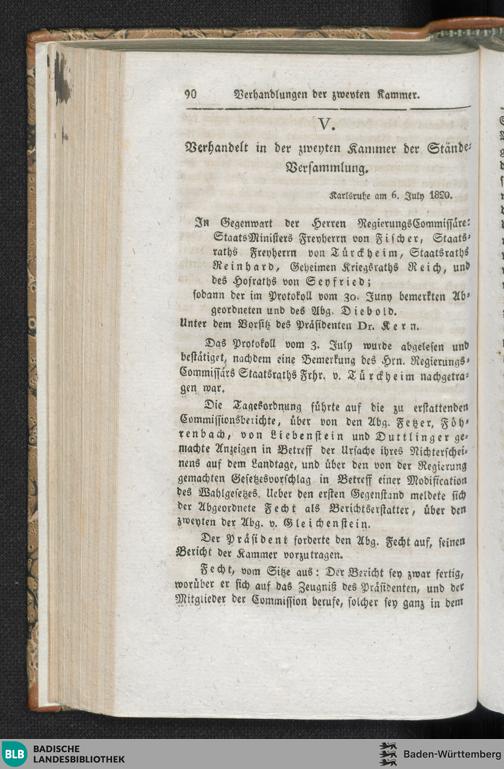 90 Verhandlungen der zweyten Kammer.
V.
Verhandelt in der zweyten Kammer der Stände-
Versammlung.
Karlsruhe am 6. July 1820.
In Gegenwart der Herren RegierungsCommissäre:
StaatsMinisters Freyherrn von Fischer, Staats-
raths Freyherrn von Türckheim, Staatsraths
Reinhard, Geheimen Kriegsraths Reich, und
des Hofraths von Seyfried;
sodann der im Protokoll vom 30. Juny bemerkten Ab-
geordneten und des Abg. Diebold.
Unter dem Vorsitz des Präsidenten Dr. Kern.
Das Protokoll vom 3. July wurde abgelesen und
bestätiget, nachdem eine Bemerkung des Hrn. Regierungs-
Commissärs Staatsraths Frhr. v. Türckheim nachgetra-
gen war.
Die Tagesordnung führte auf die zu erstattenden
Commissionsberichte, über von den Abg. Fetzer, Föh-
renbach, von Liebenstein und Duttlinger ge-
machte Anzeigen in Betreff der Ursache ihres Nichterschei-
nens auf dem Landtage, und über den von der Regierung
gemachten Gesetzesvorschlag in Betreff einer Modification
des Wahlgesetzes. Ueber den ersten Gegenstand meldete sich
der Abgeordnete Fecht als Berichtserstatter, über den
zweyten der Abg. v. Gleichenstein.
Der Präsident forderte den Abg. Fecht auf, seinen
Bericht der Kammer vorzutragen.
Fecht, vom Sitze aus: Der Bericht sey zwar fertig,
worüber er sich auf das Zeugniß des Präsidenten, und der
Mitglieder der Commission berufe, solcher sey ganz in dem
BLB BADISCHE
LANDESBIBLIOTHEK
Baden-Württemberg